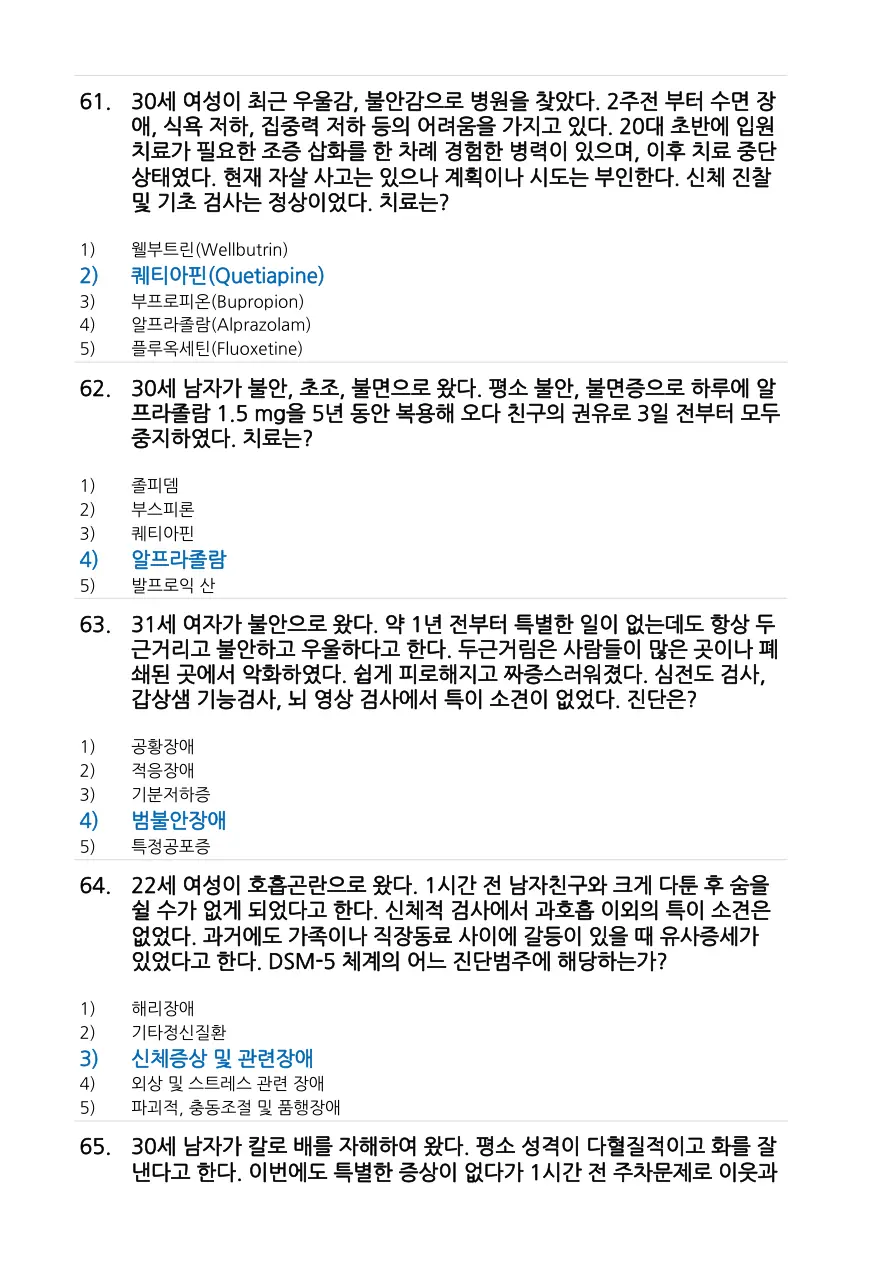 61. 30세 여성이 최근 우울감, 불안감으로 병원을 찾았다. 2주전 부터 수면 장
애, 식욕 저하, 집중력 저하 등의 어려움을 가지고 있다. 20대 초반에 입원
치료가 필요한 조증 삽화를 한 차례 경험한 병력이 있으며, 이후 치료 중단
상태였다. 현재 자살 사고는 있으나 계획이나 시도는 부인한다. 신체 진찰
및 기초 검사는 정상이었다. 치료는?
1) 웰부트린(Wellbutrin)
2) 퀘티아핀(Quetiapine)
3) 부프로피온(Bupropion)
4) 알프라졸람(Alprazolam)
5) 플루옥세틴(Fluoxetine)
62. 30세 남자가 불안, 초조, 불면으로 왔다. 평소 불안, 불면증으로 하루에 알
프라졸람 1.5 mg을 5년 동안 복용해 오다 친구의 권유로 3일 전부터 모두
중지하였다. 치료는?
1) 졸피뎀
2) 부스피론
3) 퀘티아핀
4) 알프라졸람
5) 발프로익 산
63. 31세 여자가 불안으로 왔다. 약 1년 전부터 특별한 일이 없는데도 항상 두
근거리고 불안하고 우울하다고 한다. 두근거림은 사람들이 많은 곳이나 폐
쇄된 곳에서 악화하였다. 쉽게 피로해지고 짜증스러워졌다. 심전도 검사,
갑상샘 기능검사, 뇌 영상 검사에서 특이 소견이 없었다. 진단은?
1) 공황장애
2) 적응장애
3) 기분저하증
4) 범불안장애
5) 특정공포증
64. 22세 여성이 호흡곤란으로 왔다. 1시간 전 남자친구와 크게 다툰 후 숨을
쉴 수가 없게 되었다고 한다. 신체적 검사에서 과호흡 이외의 특이 소견은
없었다. 과거에도 가족이나 직장동료 사이에 갈등이 있을 때 유사증세가
있었다고 한다. DSM-5 체계의 어느 진단범주에 해당하는가?
1) 해리장애
2) 기타정신질환
3) 신체증상 및 관련장애
4) 외상 및 스트레스 관련 장애
5) 파괴적, 충동조절 및 품행장애
65. 30세 남자가 칼로 배를 자해하여 왔다. 평소 성격이 다혈질적이고 화를 잘
낸다고 한다. 이번에도 특별한 증상이 없다가 1시간 전 주차문제로 이웃과